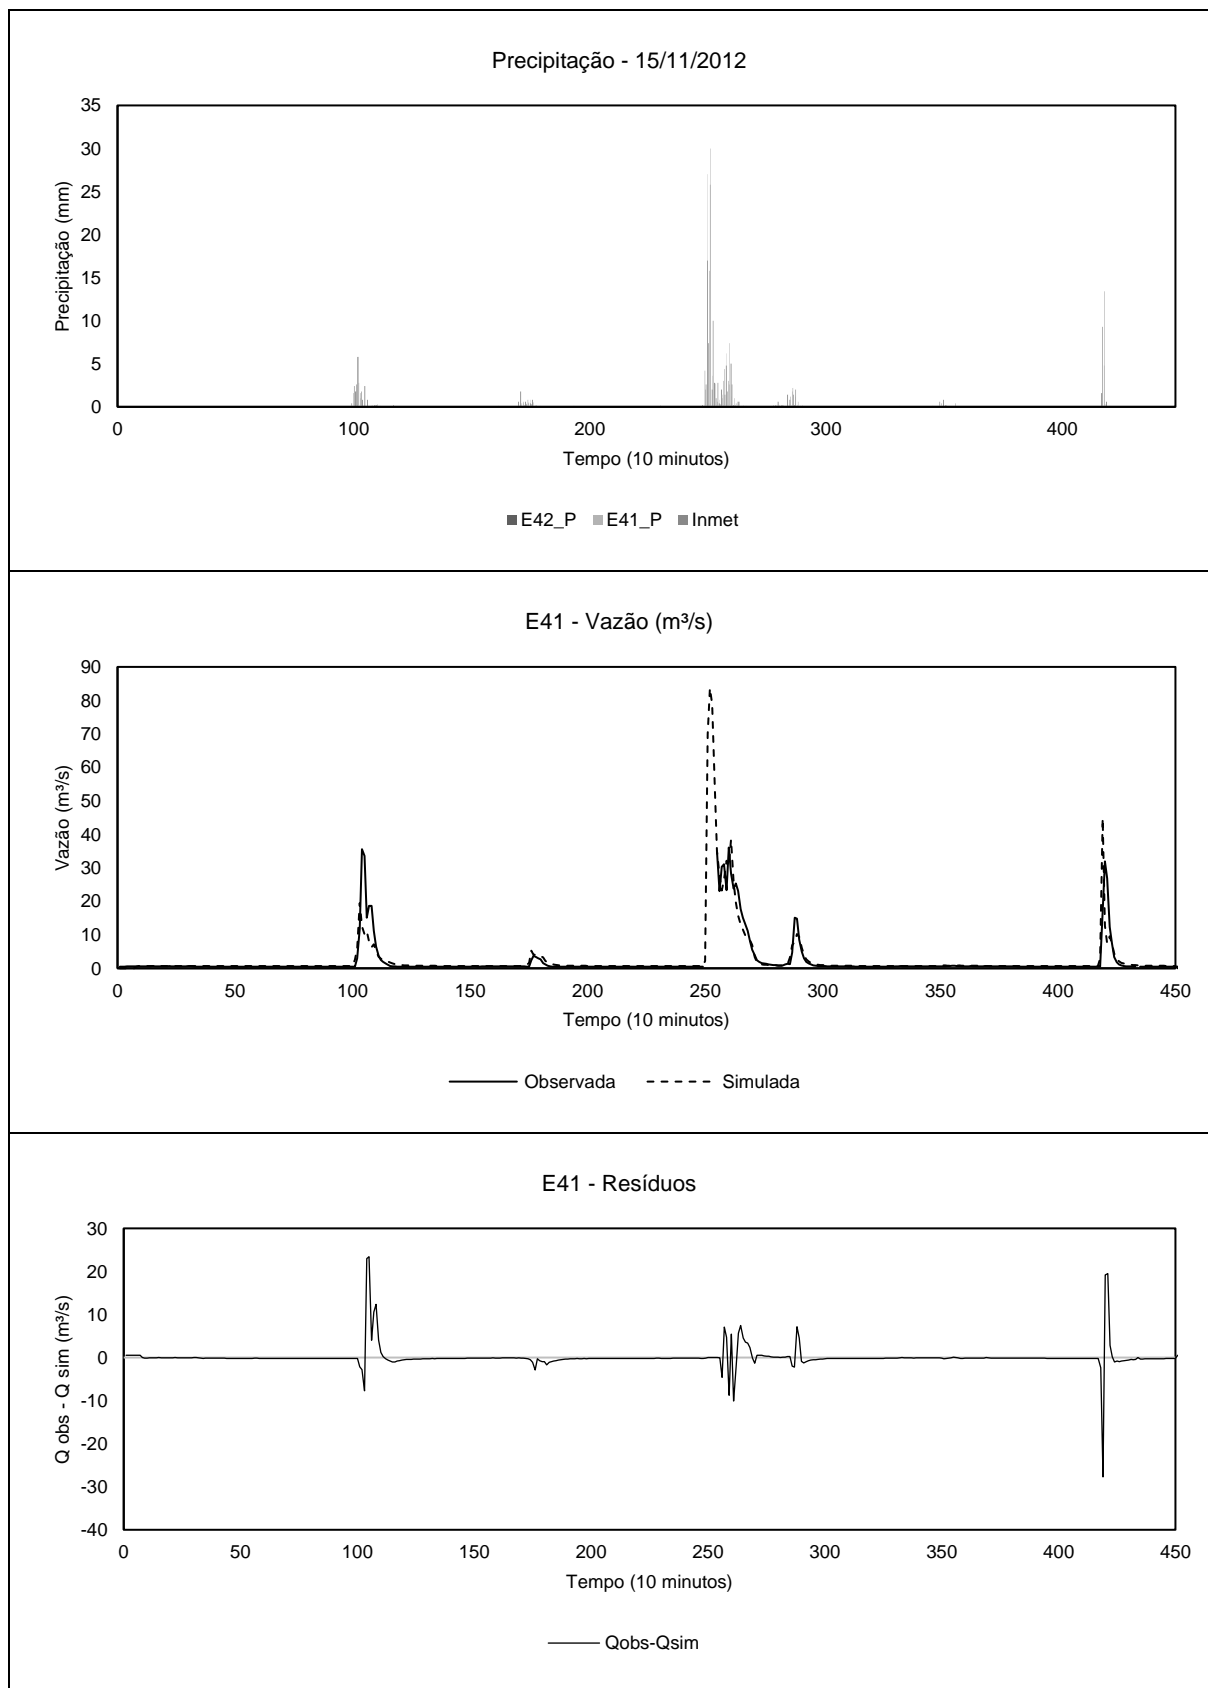 Precipitação - 15/11/2012
35
30
25
20
15
10
5
0
Precipitação (mm)
0 100 200 300 400
Tempo (10 minutos)
E42_P E41_P Inmet
E41 - Vazão (m³/s)
90
80
70
60
50
40
30
20
10
0
Vazão (m³/s)
0 50 100 150 200 250 300 350 400 450
Tempo (10 minutos)
Observada Simulada
E41 - Resíduos
30
20
10
0
-10
-20
-30
-40
Q obs - Q sim (m³/s)
0 50 100 150 200 250 300 350 400 450
Tempo (10 minutos)
Qobs-Qsim